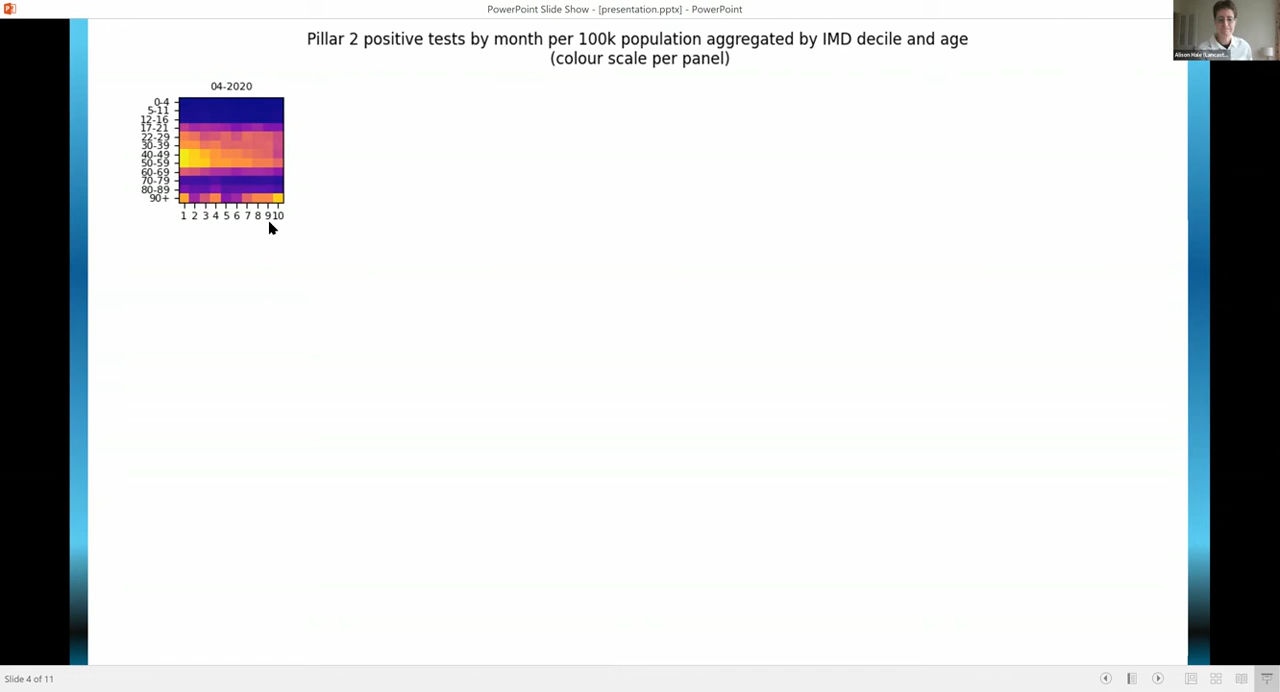 PowerPoint Slide Show - [presentation.pptx] - PowerPoint
Alison Hale (Lancast...
Pillar 2 positive tests by month per 100k population aggregated by IMD decile and age
(colour scale per panel)
04-2020
0-4
5-11
12-16
17-21
22-29
30-39
40-49
50-59
60-69
70-79
80-89
90+
1 2 3 4 5 6 7 8 9 10
Slide 4 of 11